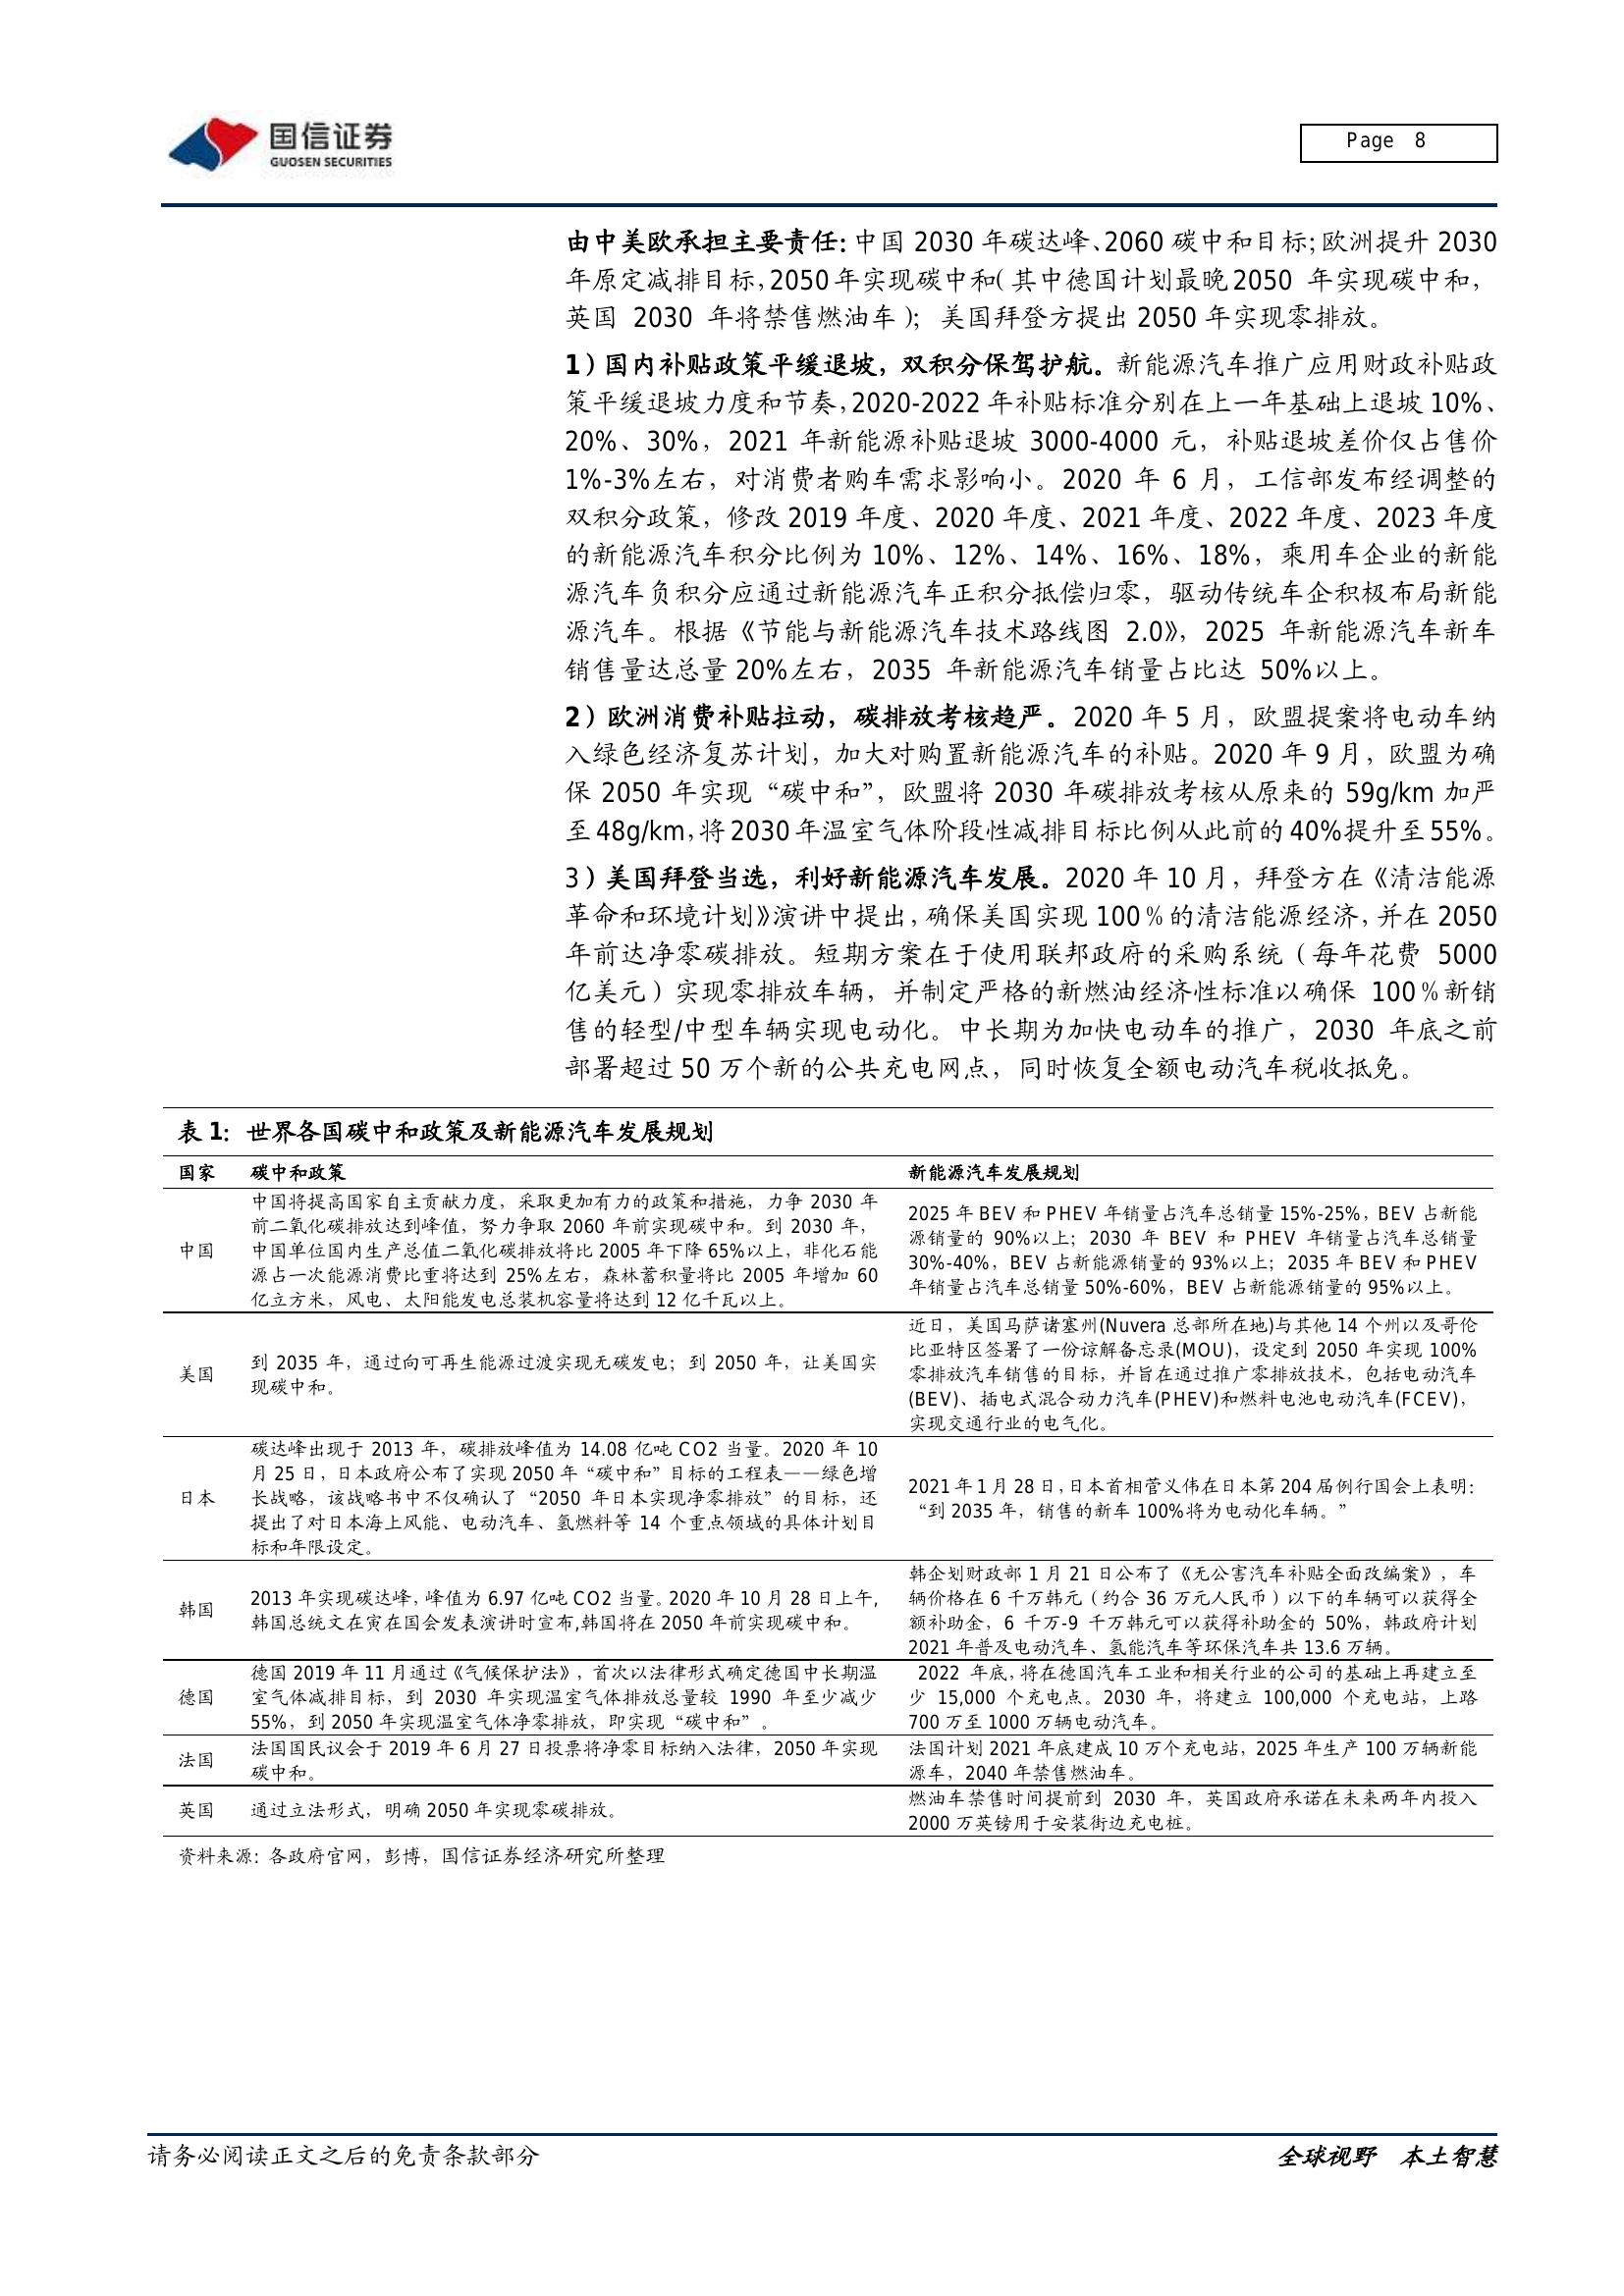 国信证券
GUOSEN SECURITIES
Page 8
由中美欧承担主要责任:中国 2030 年碳达峰、2060 碳中和目标;欧洲提升 2030
年原定减排目标,2050年实现碳中和(其中德国计划最晚2050 年实现碳中和,
英国 2030 年将禁售燃油车); 美国拜登方提出 2050 年实现零排放。
1)国内补贴政策平缓退坡,双积分保驾护航。新能源汽车推广应用财政补贴政
策平缓退坡力度和节奏,2020-2022 年补贴标准分别在上一年基础上退坡 10%、
20%、30%,2021 年新能源补贴退坡 3000-4000 元,补贴退坡差价仅占售价
1%-3%左右,对消费者购车需求影响小。2020 年 6 月,工信部发布经调整的
双积分政策,修改 2019 年度、2020 年度、2021 年度、2022 年度、2023 年度
的新能源汽车积分比例为 10%、12%、14%、16%、18%,乘用车企业的新能
源汽车负积分应通过新能源汽车正积分抵偿归零,驱动传统车企积极布局新能
源汽车。根据《节能与新能源汽车技术路线图 2.0》,2025 年新能源汽车新车
销售量达总量 20%左右,2035 年新能源汽车销量占比达 50%以上。
2)欧洲消费补贴拉动,碳排放考核趋严。2020 年 5 月,欧盟提案将电动车纳
入绿色经济复苏计划,加大对购置新能源汽车的补贴。2020 年 9 月,欧盟为确
保 2050 年实现“碳中和”,欧盟将 2030 年碳排放考核从原来的 59g/km 加严
至48g/km,将2030年温室气体阶段性减排目标比例从此前的40%提升至55%。
3)美国拜登当选,利好新能源汽车发展。2020 年 10 月,拜登方在《清洁能源
革命和环境计划》演讲中提出,确保美国实现 100%的清洁能源经济,并在 2050
年前达净零碳排放。短期方案在于使用联邦政府的采购系统(每年花费 5000
亿美元)实现零排放车辆,并制定严格的新燃油经济性标准以确保 100%新销
售的轻型/中型车辆实现电动化。中长期为加快电动车的推广,2030 年底之前
部署超过 50 万个新的公共充电网点,同时恢复全额电动汽车税收抵免。
表 1: 世界各国碳中和政策及新能源汽车发展规划
国家 碳中和政策 新能源汽车发展规划
中国
中国将提高国家自主贡献力度,采取更加有力的政策和措施,力争 2030 年
前二氧化碳排放达到峰值,努力争取 2060 年前实现碳中和。到 2030 年,
中国单位国内生产总值二氧化碳排放将比 2005 年下降 65%以上,非化石能
源占一次能源消费比重将达到 25%左右,森林蓄积量将比 2005 年增加 60
亿立方米,风电、太阳能发电总装机容量将达到 12 亿千瓦以上。
2025 年 BEV 和 PHEV 年销量占汽车总销量 15%-25%,BEV 占新能
源销量的 90%以上;2030 年 BEV 和 PHEV 年销量占汽车总销量
30%-40%,BEV 占新能源销量的 93%以上;2035 年 BEV 和 PHEV
年销量占汽车总销量 50%-60%,BEV 占新能源销量的 95%以上。
美国
到 2035 年,通过向可再生能源过渡实现无碳发电;到 2050 年,让美国实
现碳中和。
近日,美国马萨诸塞州(Nuvera 总部所在地)与其他 14 个州以及哥伦
比亚特区签署了一份谅解备忘录(MOU),设定到 2050 年实现 100%
零排放汽车销售的目标,并旨在通过推广零排放技术,包括电动汽车
(BEV)、插电式混合动力汽车(PHEV)和燃料电池电动汽车(FCEV),
实现交通行业的电气化。
日本
碳达峰出现于 2013 年,碳排放峰值为 14.08 亿吨 CO2 当量。2020 年 10
月 25 日,日本政府公布了实现 2050 年“碳中和”目标的工程表——绿色增
长战略,该战略书中不仅确认了“2050 年日本实现净零排放”的目标,还
提出了对日本海上风能、电动汽车、氢燃料等 14 个重点领域的具体计划目
标和年限设定。
2021 年 1 月 28 日,日本首相菅义伟在日本第 204 届例行国会上表明:
“到 2035 年,销售的新车 100%将为电动化车辆。”
韩国
2013 年实现碳达峰,峰值为 6.97 亿吨 CO2 当量。2020 年 10 月 28 日上午,
韩国总统文在寅在国会发表演讲时宣布,韩国将在 2050 年前实现碳中和。
韩企划财政部 1 月 21 日公布了《无公害汽车补贴全面改编案》,车
辆价格在 6 千万韩元(约合 36 万元人民币)以下的车辆可以获得全
额补助金,6 千万-9 千万韩元可以获得补助金的 50%,韩政府计划
2021 年普及电动汽车、氢能汽车等环保汽车共 13.6 万辆。
德国
德国 2019 年 11 月通过《气候保护法》,首次以法律形式确定德国中长期温
室气体减排目标,到 2030 年实现温室气体排放总量较 1990 年至少减少
55%,到 2050 年实现温室气体净零排放,即实现“碳中和”。
2022 年底,将在德国汽车工业和相关行业的公司的基础上再建立至
少 15,000 个充电点。2030 年,将建立 100,000 个充电站,上路
700 万至 1000 万辆电动汽车。
法国
法国国民议会于 2019 年 6 月 27 日投票将净零目标纳入法律,2050 年实现
碳中和。
法国计划 2021 年底建成 10 万个充电站,2025 年生产 100 万辆新能
源车,2040 年禁售燃油车。
英国
通过立法形式,明确 2050 年实现零碳排放。
燃油车禁售时间提前到 2030 年,英国政府承诺在未来两年内投入
2000 万英镑用于安装街边充电桩。
资料来源:各政府官网,彭博,国信证券经济研究所整理
请务必阅读正文之后的免责条款部分
全球视野 本土智慧